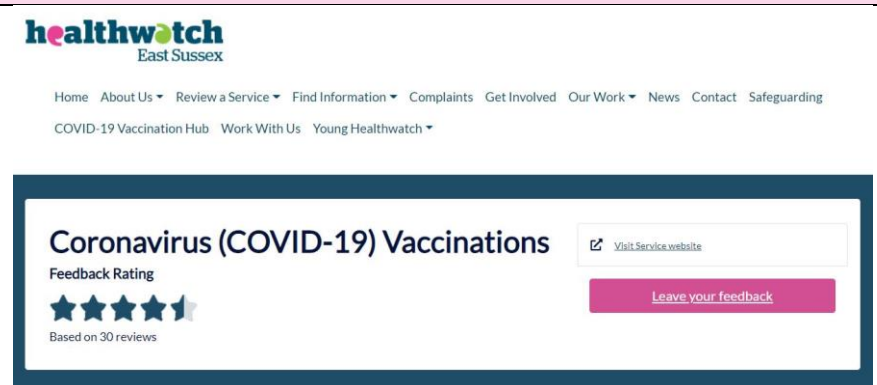 healthwatch
East Sussex
Home About Us Review a Service Find Information Complaints Get Involved Our Work News Contact Safeguarding
COVID-19 Vaccination Hub Work With Us Young Healthwatch
Coronavirus (COVID-19) Vaccinations
Visit Service website
Feedback Rating
Leave your feedback
Based on 30 reviews